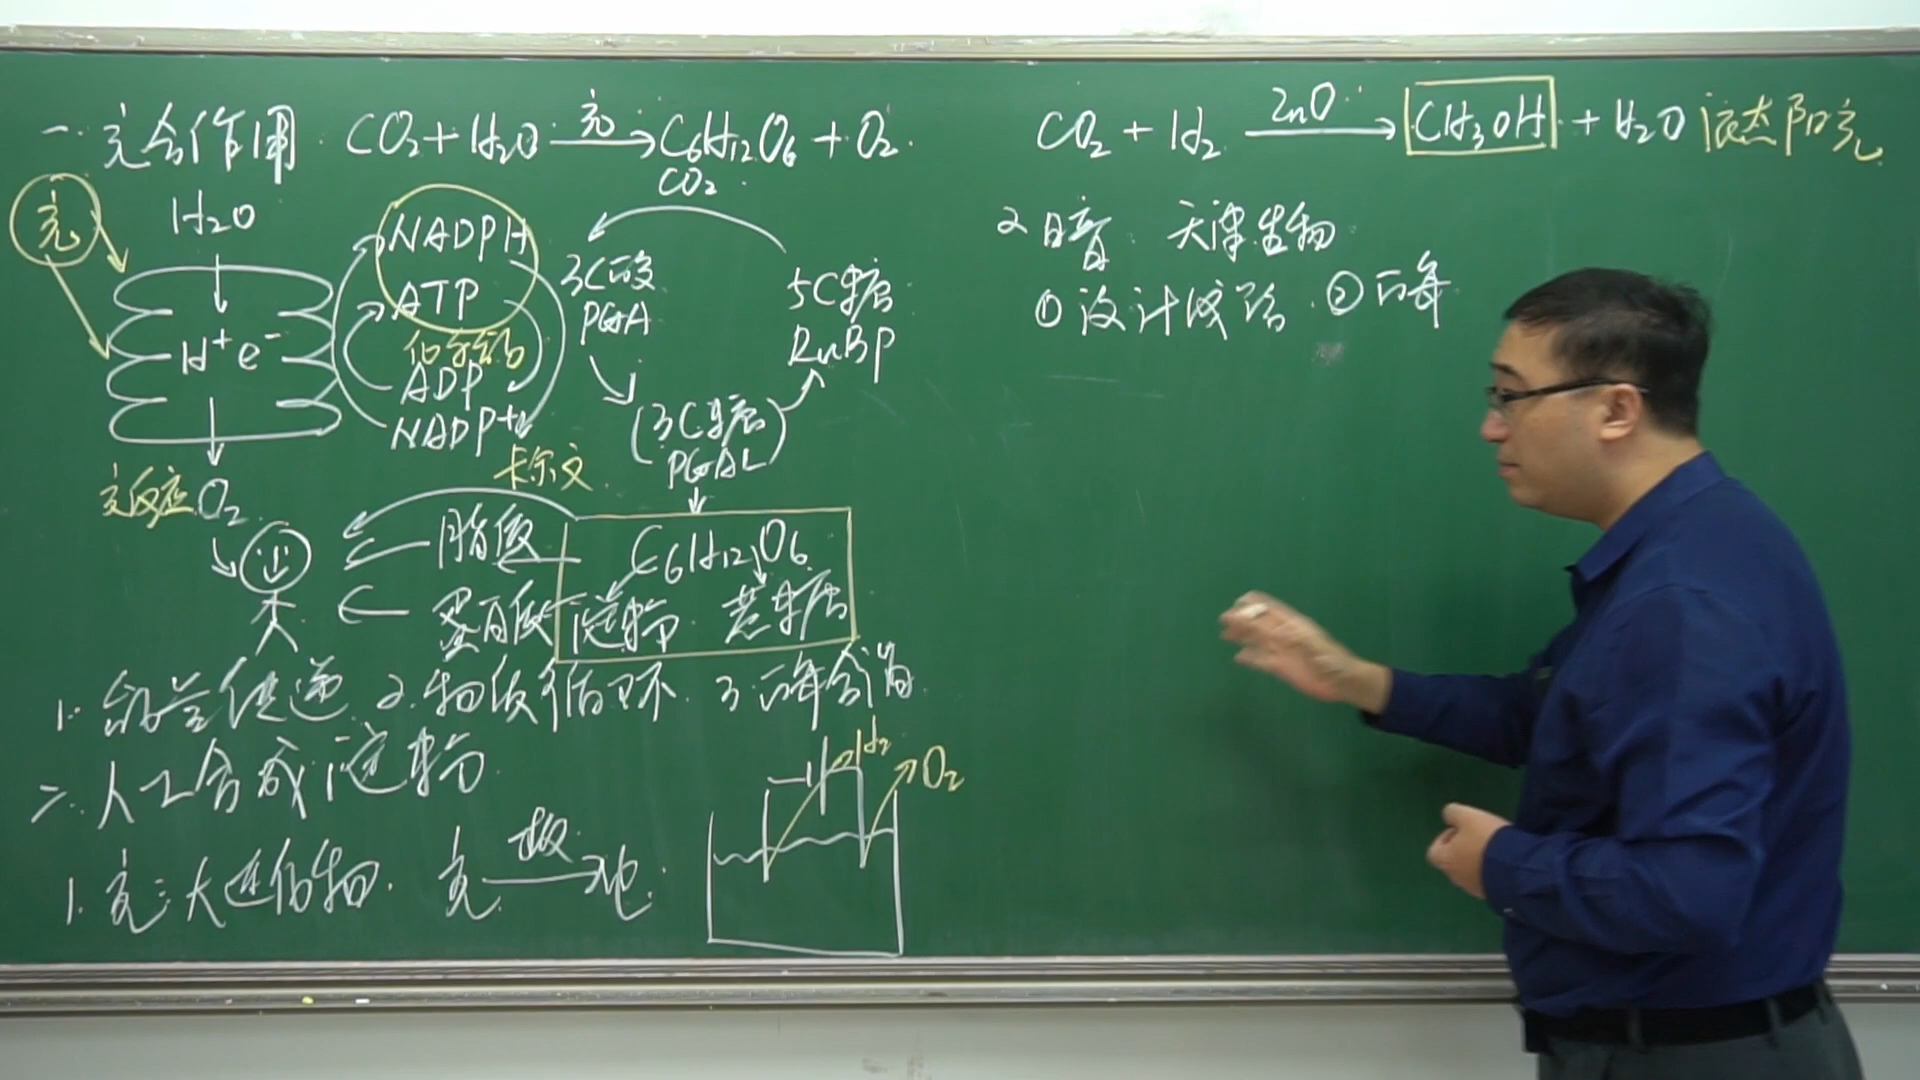 一. 光合作用. CO₂+H₂O 光→ C₆H₁₂O₆ + O₂.
光
H₂O
H⁺ e⁻
光反应 O₂
NADPH
ATP
ADP
NADP⁺
卡尔文
CO₂
3C酸
PGA
5C糖
RuBP
(3C糖)
PGAL
C₆H₁₂O₆
淀粉 蔗糖
脂质
蛋白质
1. 能量传递 2. 物质循环. 3. 酶合适
二. 人工合成淀粉
1. 光: 大连化物. 光→电.
H₂
O₂
CO₂ + H₂ ZnO→ CH₃OH + H₂O 液态阳光
2 暗. 天津生物
① 设计线路. ② 酶